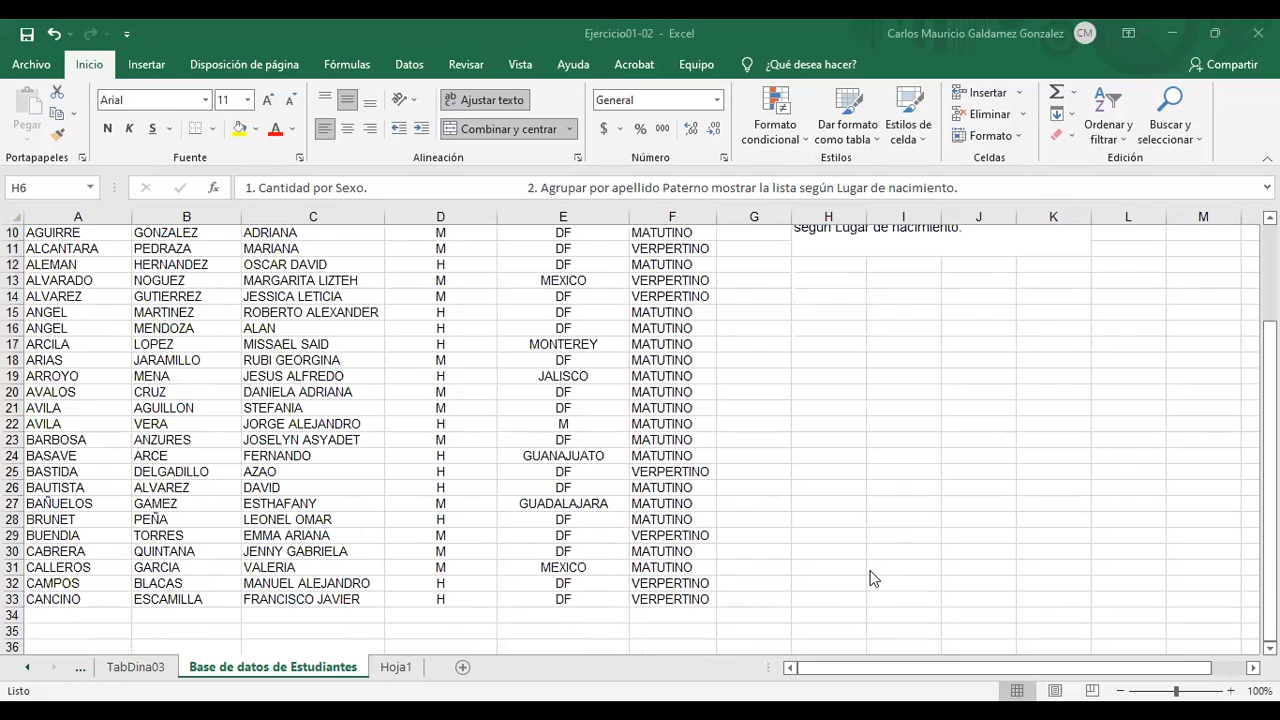 Ejercicio01-02 - Excel
Carlos Mauricio Galdamez Gonzalez CM
Archivo Inicio Insertar Disposición de página Fórmulas Datos Revisar Vista Ayuda Acrobat Equipo ¿Qué desea hacer? Compartir
Pegar
Arial 11
N K S
Ajustar texto
Combinar y centrar
General
$ % 000
Formato condicional
Dar formato como tabla
Estilos de celda
Insertar
Eliminar
Formato
Ordenar y filtrar
Buscar y seleccionar
Portapapeles Fuente Alineación Número Estilos Celdas Edición
H6 fx 1. Cantidad por Sexo. 2. Agrupar por apellido Paterno mostrar la lista según Lugar de nacimiento.
A B C D E F G H I J K L M
según Lugar de nacimiento.
10 AGUIRRE GONZALEZ ADRIANA M DF MATUTINO
11 ALCANTARA PEDRAZA MARIANA M DF VERPERTINO
12 ALEMAN HERNANDEZ OSCAR DAVID H DF MATUTINO
13 ALVARADO NOGUEZ MARGARITA LIZTEH M MEXICO VERPERTINO
14 ALVAREZ GUTIERREZ JESSICA LETICIA M DF VERPERTINO
15 ANGEL MARTINEZ ROBERTO ALEXANDER H DF MATUTINO
16 ANGEL MENDOZA ALAN H DF MATUTINO
17 ARCILA LOPEZ MISSAEL SAID H MONTEREY MATUTINO
18 ARIAS JARAMILLO RUBI GEORGINA M DF MATUTINO
19 ARROYO MENA JESUS ALFREDO H JALISCO MATUTINO
20 AVALOS CRUZ DANIELA ADRIANA M DF MATUTINO
21 AVILA AGUILLON STEFANIA M DF MATUTINO
22 AVILA VERA JORGE ALEJANDRO H M MATUTINO
23 BARBOSA ANZURES JOSELYN ASYADET M DF MATUTINO
24 BASAVE ARCE FERNANDO H GUANAJUATO MATUTINO
25 BASTIDA DELGADILLO AZAO H DF VERPERTINO
26 BAUTISTA ALVAREZ DAVID H DF MATUTINO
27 BAÑUELOS GAMEZ ESTHAFANY M GUADALAJARA MATUTINO
28 BRUNET PEÑA LEONEL OMAR H DF MATUTINO
29 BUENDIA TORRES EMMA ARIANA M DF VERPERTINO
30 CABRERA QUINTANA JENNY GABRIELA M DF MATUTINO
31 CALLEROS GARCIA VALERIA M MEXICO MATUTINO
32 CAMPOS BLACAS MANUEL ALEJANDRO H DF VERPERTINO
33 CANCINO ESCAMILLA FRANCISCO JAVIER H DF VERPERTINO
34
35
36
... TabDina03 Base de datos de Estudiantes Hoja1
Listo 100%